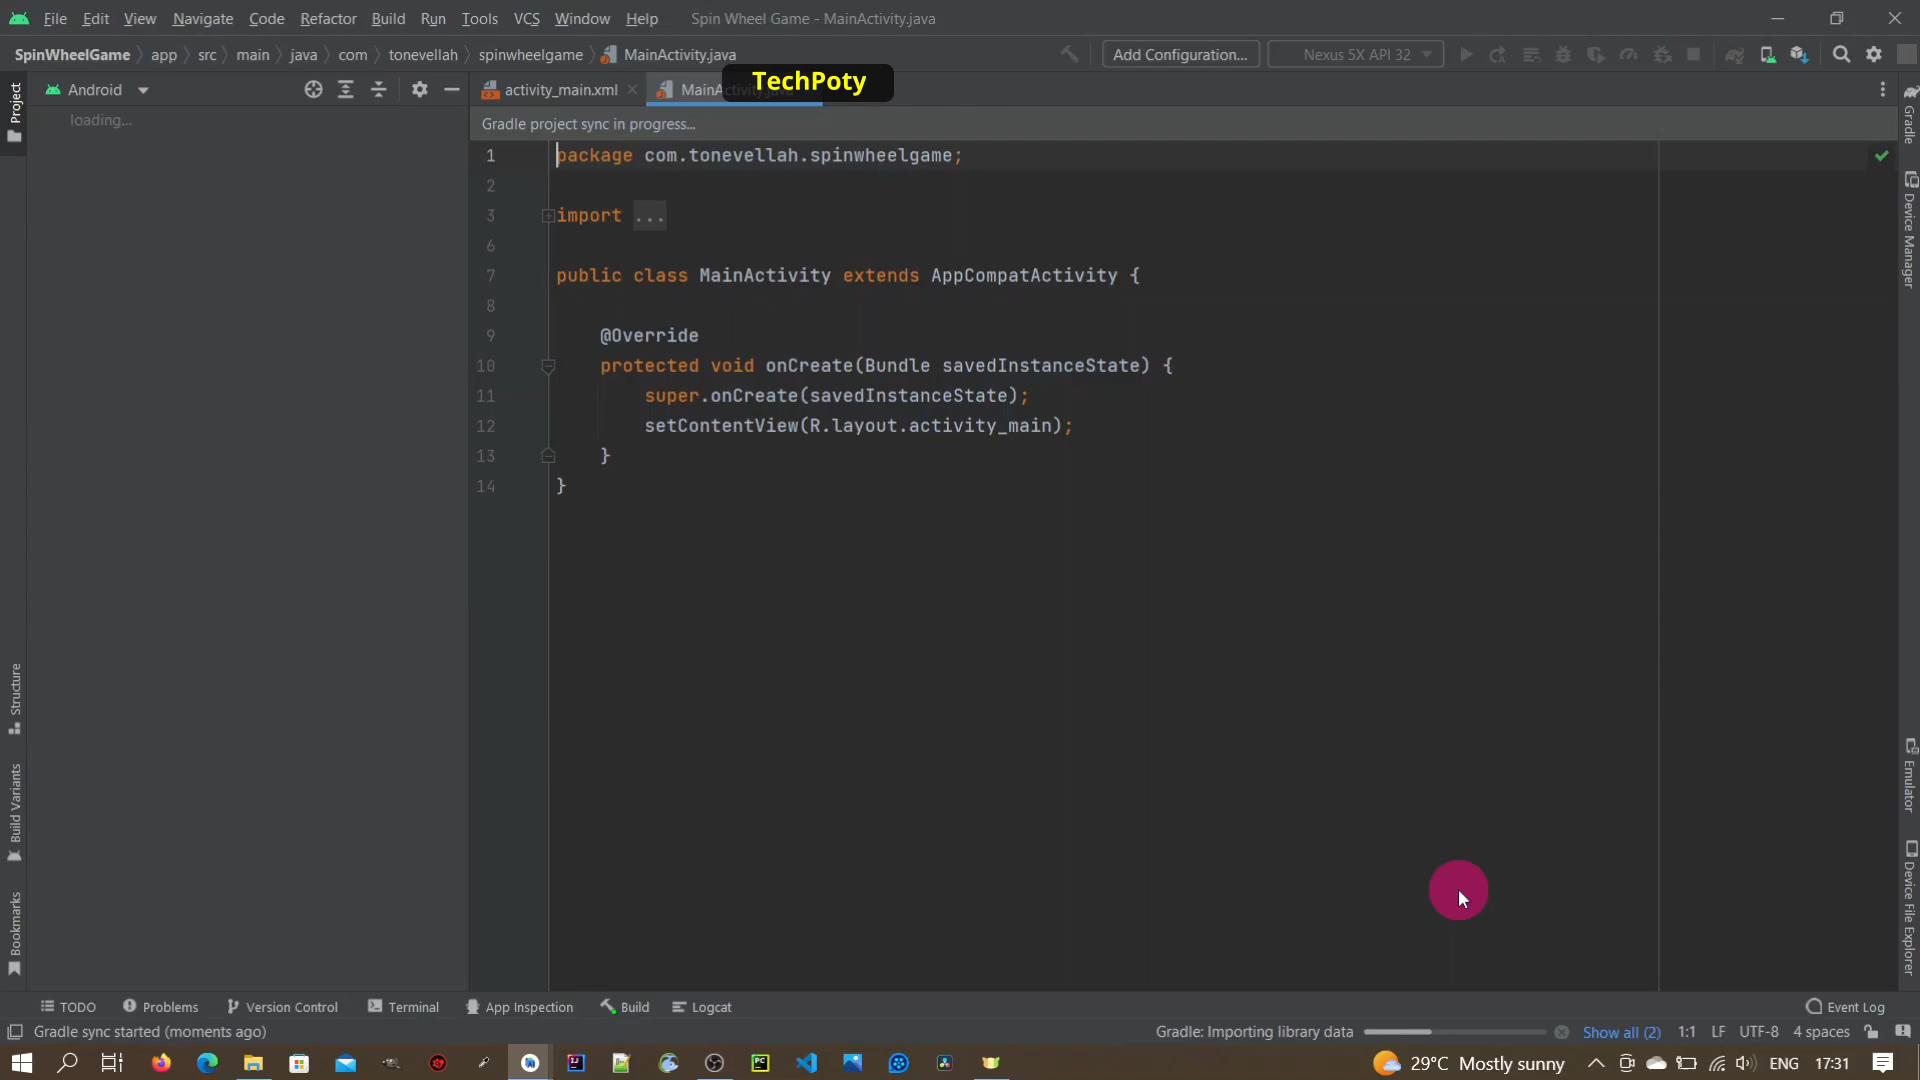 File Edit View Navigate Code Refactor Build Run Tools VCS Window Help Spin Wheel Game - MainActivity.java
SpinWheelGame app src main java com tonevellah spinwheelgame MainActivity.java Add Configuration... Nexus 5X API 32
Android activity_main.xml
TechPoty
loading...
Gradle project sync in progress...
1 package com.tonevellah.spinwheelgame;
2
3 import ...
6
7 public class MainActivity extends AppCompatActivity {
8
9 @Override
10 protected void onCreate(Bundle savedInstanceState) {
11 super.onCreate(savedInstanceState);
12 setContentView(R.layout.activity_main);
13 }
14 }
Project
Structure
Build Variants
Bookmarks
Gradle
Device Manager
Emulator
Device File Explorer
TODO Problems Version Control Terminal App Inspection Build Logcat Event Log
Gradle sync started (moments ago) Gradle: Importing library data Show all (2) 1:1 LF UTF-8 4 spaces
29°C Mostly sunny ENG 17:31